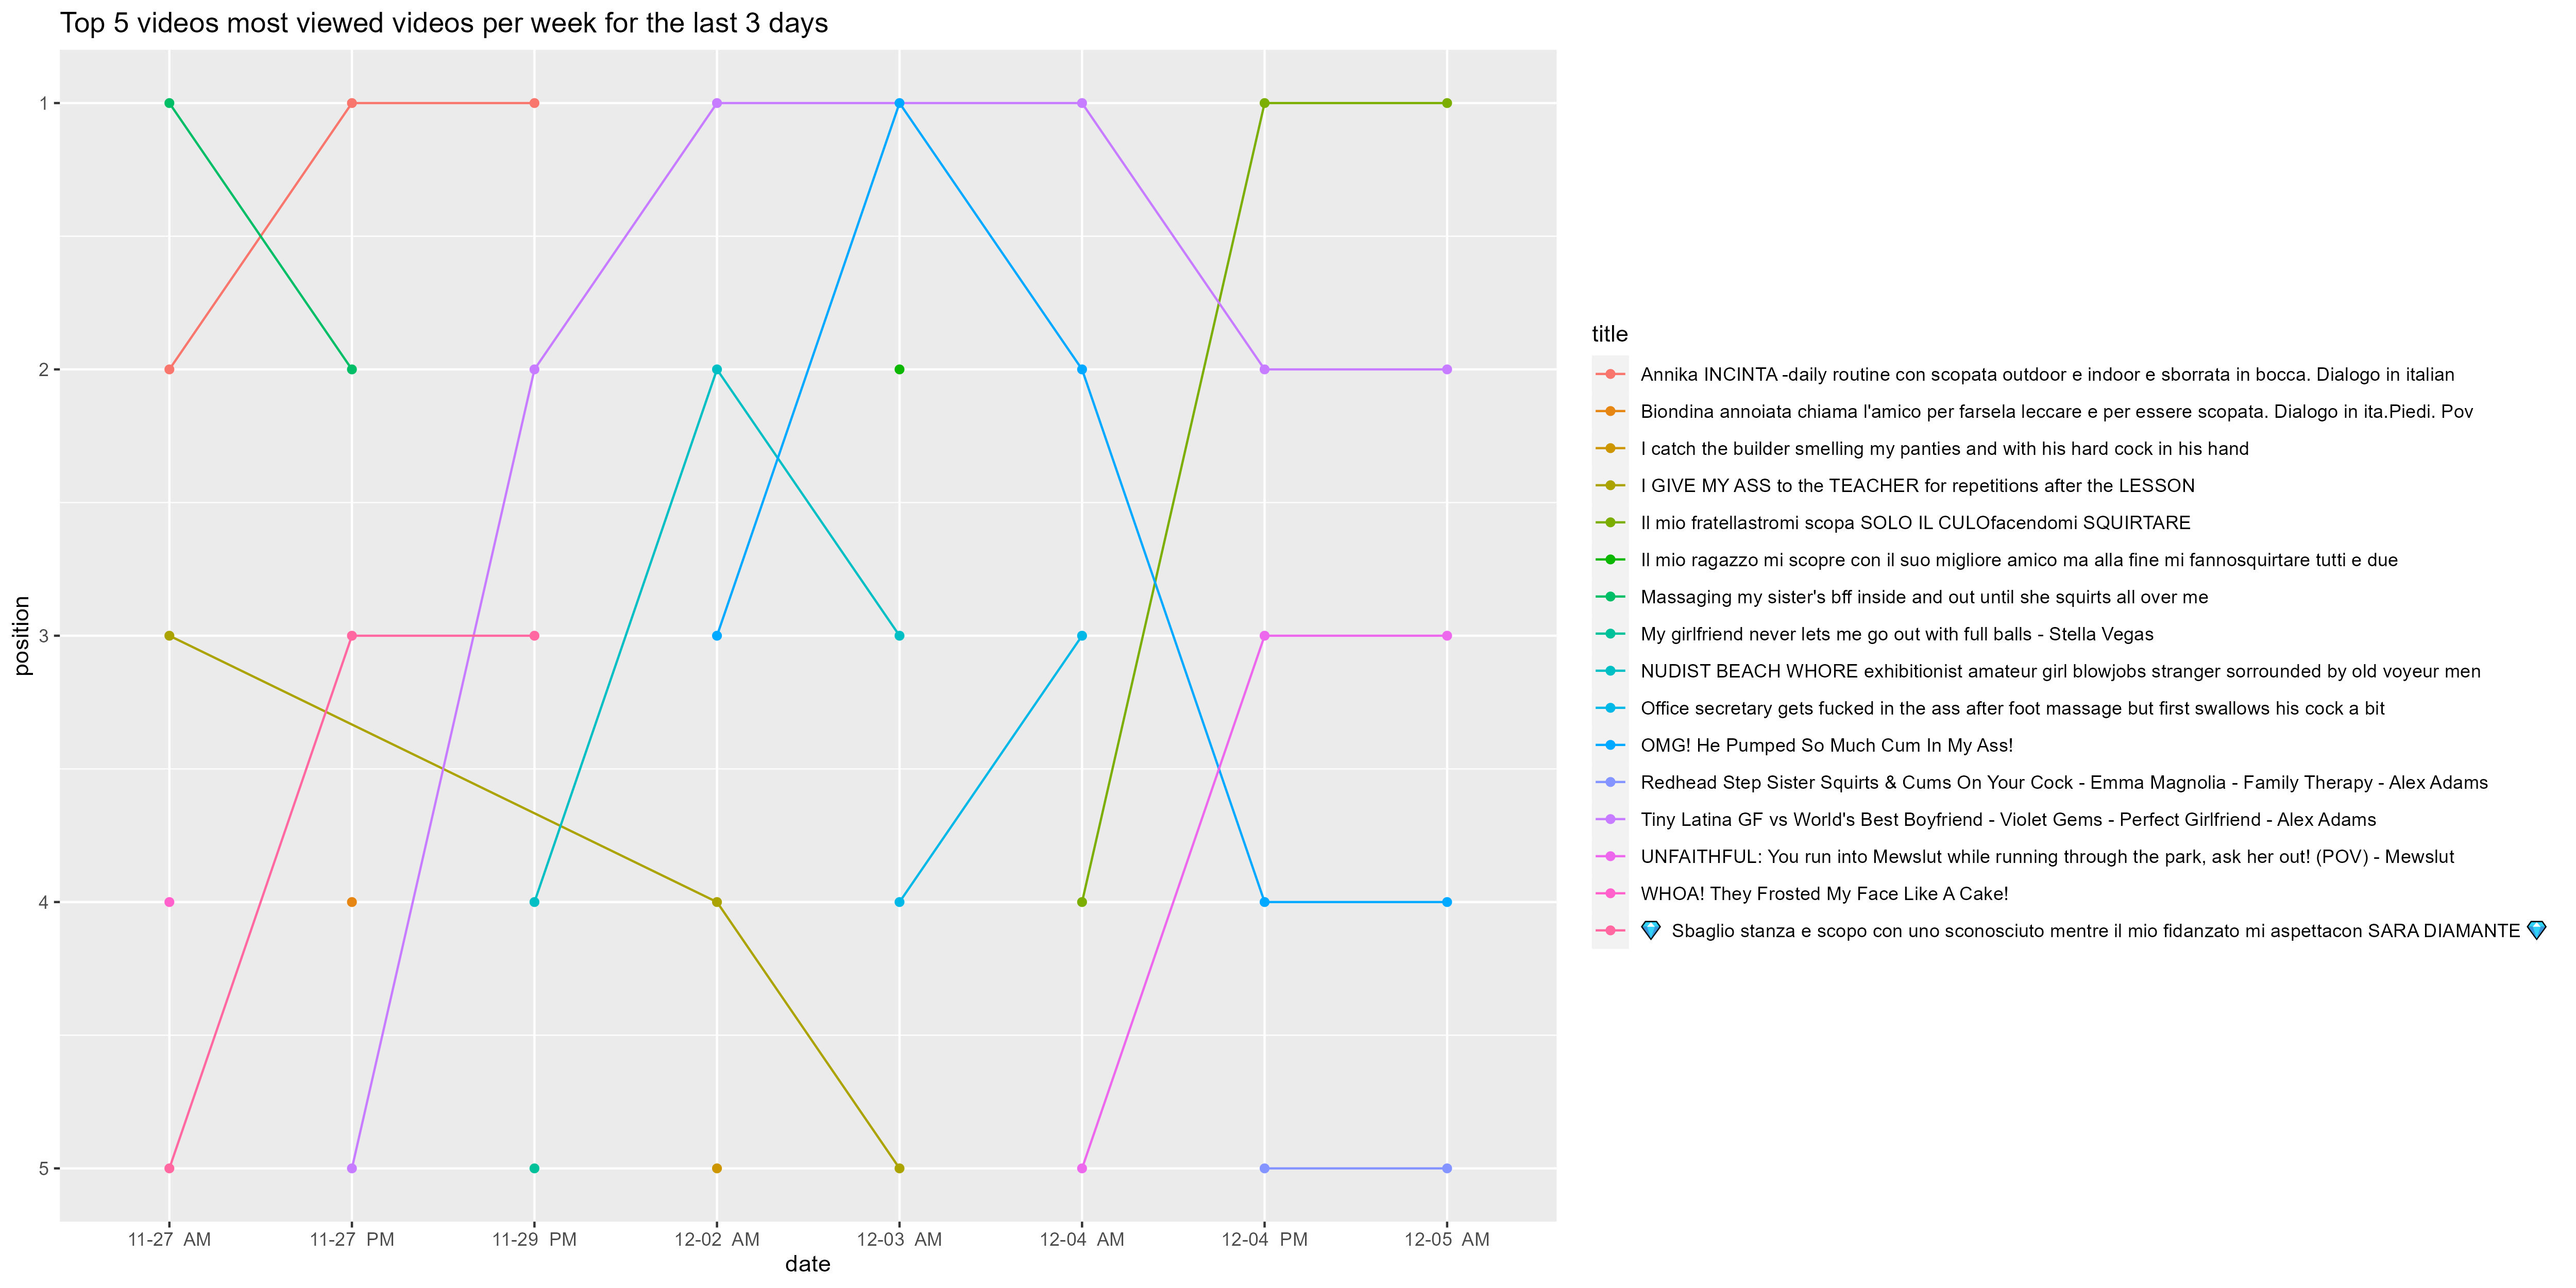 Top 5 videos most viewed videos per week for the last 3 days
position
1
2
3
4
5
11-27 AM
11-27 PM
11-29 PM
12-02 AM
12-03 AM
12-04 AM
12-04 PM
12-05 AM
date
title
Annika INCINTA -daily routine con scopata outdoor e indoor e sborrata in bocca. Dialogo in italian
Biondina annoiata chiama l'amico per farsela leccare e per essere scopata. Dialogo in ita.Piedi. Pov
I catch the builder smelling my panties and with his hard cock in his hand
I GIVE MY ASS to the TEACHER for repetitions after the LESSON
Il mio fratellastromi scopa SOLO IL CULOfacendomi SQUIRTARE
Il mio ragazzo mi scopre con il suo migliore amico ma alla fine mi fannosquirtare tutti e due
Massaging my sister's bff inside and out until she squirts all over me
My girlfriend never lets me go out with full balls - Stella Vegas
NUDIST BEACH WHORE exhibitionist amateur girl blowjobs stranger sorrounded by old voyeur men
Office secretary gets fucked in the ass after foot massage but first swallows his cock a bit
OMG! He Pumped So Much Cum In My Ass!
Redhead Step Sister Squirts & Cums On Your Cock - Emma Magnolia - Family Therapy - Alex Adams
Tiny Latina GF vs World's Best Boyfriend - Violet Gems - Perfect Girlfriend - Alex Adams
UNFAITHFUL: You run into Mewslut while running through the park, ask her out! (POV) - Mewslut
WHOA! They Frosted My Face Like A Cake!
💎 Sbaglio stanza e scopo con uno sconosciuto mentre il mio fidanzato mi aspettacon SARA DIAMANTE 💎